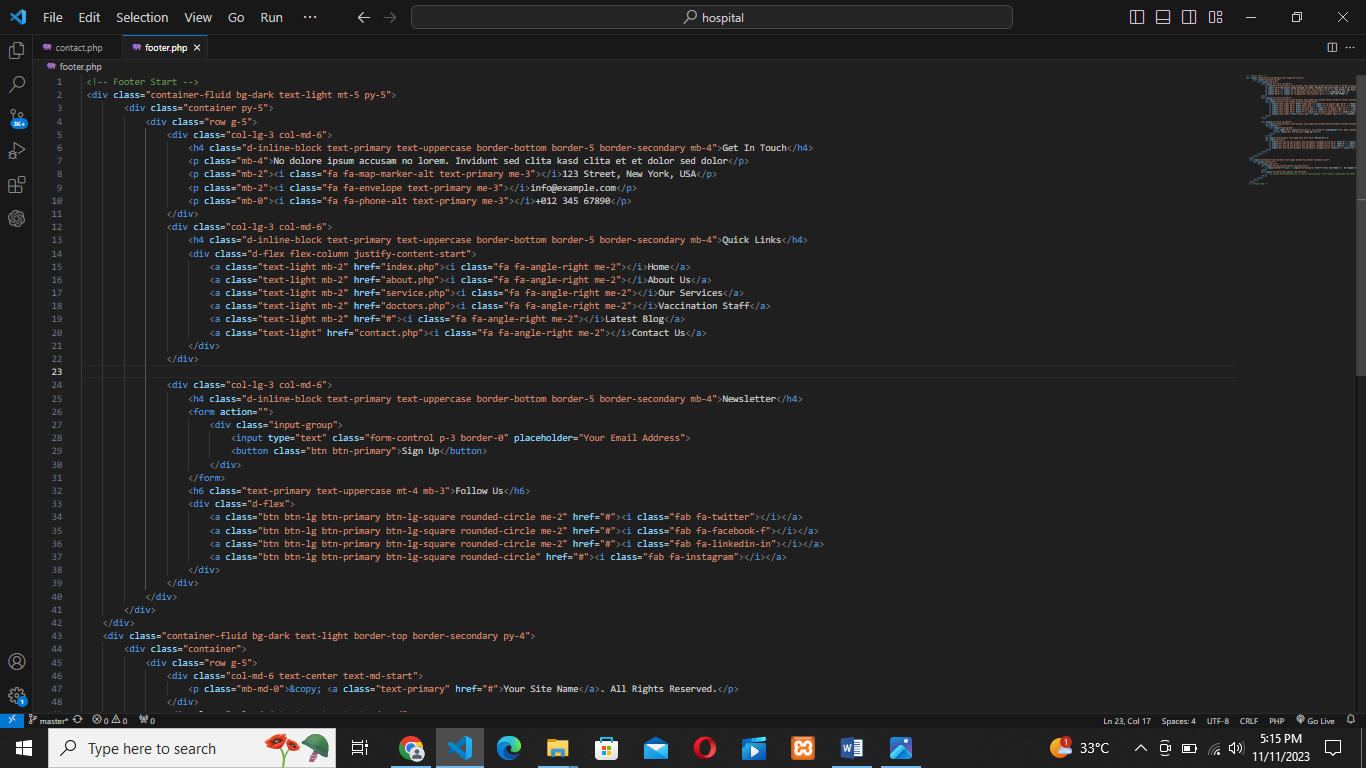 File Edit Selection View Go Run ··· hospital
contact.php footer.php
footer.php
1 <!-- Footer Start -->
2 <div class="container-fluid bg-dark text-light mt-5 py-5">
3 <div class="container py-5">
4 <div class="row g-5">
5 <div class="col-lg-3 col-md-6">
6 <h4 class="d-inline-block text-primary text-uppercase border-bottom border-5 border-secondary mb-4">Get In Touch</h4>
7 <p class="mb-4">No dolore ipsum accusam no lorem. Invidunt sed clita kasd clita et et dolor sed dolor</p>
8 <p class="mb-2"><i class="fa fa-map-marker-alt text-primary me-3"></i>123 Street, New York, USA</p>
9 <p class="mb-2"><i class="fa fa-envelope text-primary me-3"></i>info@example.com</p>
10 <p class="mb-0"><i class="fa fa-phone-alt text-primary me-3"></i>+012 345 67890</p>
11 </div>
12 <div class="col-lg-3 col-md-6">
13 <h4 class="d-inline-block text-primary text-uppercase border-bottom border-5 border-secondary mb-4">Quick Links</h4>
14 <div class="d-flex flex-column justify-content-start">
15 <a class="text-light mb-2" href="index.php"><i class="fa fa-angle-right me-2"></i>Home</a>
16 <a class="text-light mb-2" href="about.php"><i class="fa fa-angle-right me-2"></i>About Us</a>
17 <a class="text-light mb-2" href="service.php"><i class="fa fa-angle-right me-2"></i>Our Services</a>
18 <a class="text-light mb-2" href="doctors.php"><i class="fa fa-angle-right me-2"></i>Vaccination Staff</a>
19 <a class="text-light mb-2" href="#"><i class="fa fa-angle-right me-2"></i>Latest Blog</a>
20 <a class="text-light" href="contact.php"><i class="fa fa-angle-right me-2"></i>Contact Us</a>
21 </div>
22 </div>
23
24 <div class="col-lg-3 col-md-6">
25 <h4 class="d-inline-block text-primary text-uppercase border-bottom border-5 border-secondary mb-4">Newsletter</h4>
26 <form action="">
27 <div class="input-group">
28 <input type="text" class="form-control p-3 border-0" placeholder="Your Email Address">
29 <button class="btn btn-primary">Sign Up</button>
30 </div>
31 </form>
32 <h6 class="text-primary text-uppercase mt-4 mb-3">Follow Us</h6>
33 <div class="d-flex">
34 <a class="btn btn-lg btn-primary btn-lg-square rounded-circle me-2" href="#"><i class="fab fa-twitter"></i></a>
35 <a class="btn btn-lg btn-primary btn-lg-square rounded-circle me-2" href="#"><i class="fab fa-facebook-f"></i></a>
36 <a class="btn btn-lg btn-primary btn-lg-square rounded-circle me-2" href="#"><i class="fab fa-linkedin-in"></i></a>
37 <a class="btn btn-lg btn-primary btn-lg-square rounded-circle" href="#"><i class="fab fa-instagram"></i></a>
38 </div>
39 </div>
40 </div>
41 </div>
42 </div>
43 <div class="container-fluid bg-dark text-light border-top border-secondary py-4">
44 <div class="container">
45 <div class="row g-5">
46 <div class="col-md-6 text-center text-md-start">
47 <p class="mb-md-0">&copy; <a class="text-primary" href="#">Your Site Name</a>. All Rights Reserved.</p>
48 </div>
3K+
1
master* 0 0 0 Ln 23, Col 17 Spaces: 4 UTF-8 CRLF PHP Go Live
Type here to search 1 33°C 5:15 PM
11/11/2023